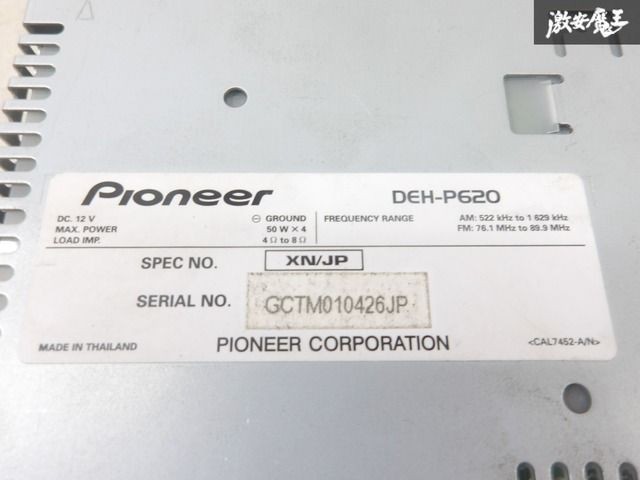 激安魔王
Pioneer DEH-P620
DC. 12 V ⊖ GROUND FREQUENCY RANGE AM: 522 kHz to 1 629 kHz
MAX. POWER 50 W × 4 FM: 76.1 MHz to 89.9 MHz
LOAD IMP. 4 Ω to 8 Ω
SPEC NO. XN/JP
SERIAL NO. GCTM010426JP
MADE IN THAILAND PIONEER CORPORATION <CAL7452-A/N>